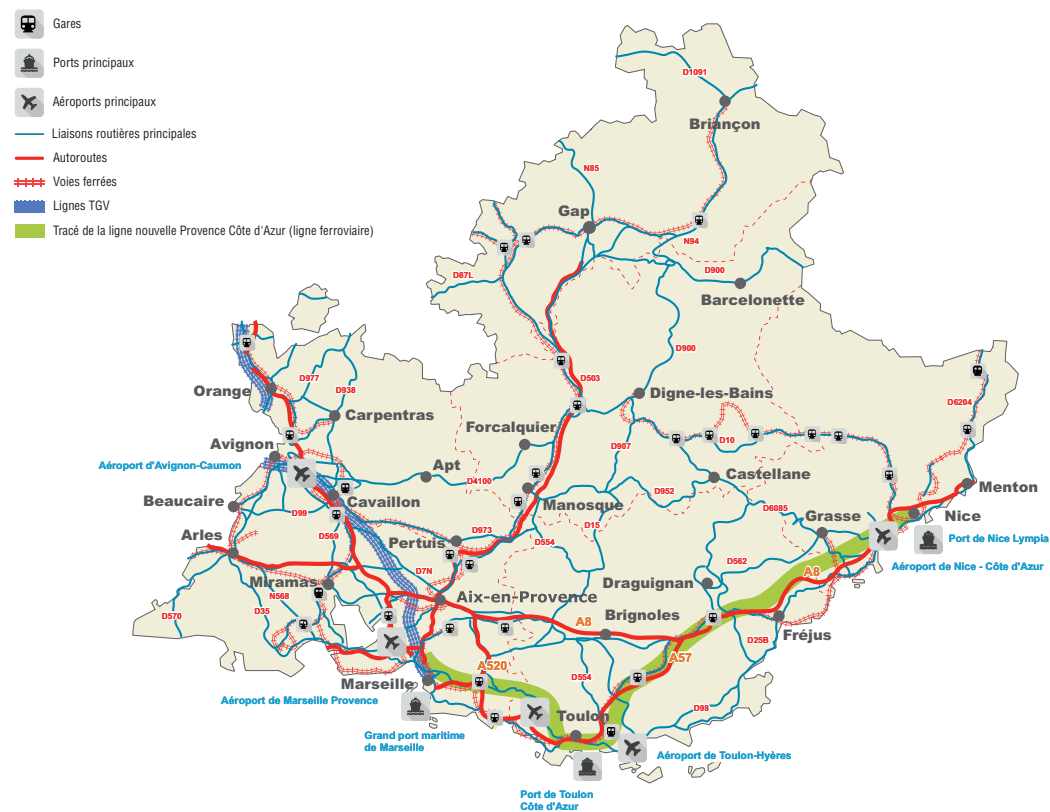 Gares
Ports principaux
Aéroports principaux
Liaisons routières principales
Autoroutes
Voies ferrées
Lignes TGV
Tracé de la ligne nouvelle Provence Côte d'Azur (ligne ferroviaire)
D1091
Briançon
N85
Gap
N94
D87L
D900
Barcelonette
D900
D977
D503
Orange
D938
Digne-les-Bains
D6204
Carpentras
Forcalquier
Avignon
D907
D10
Aéroport d'Avignon-Caumon
Apt
D4100
Castellane
Menton
Beaucaire
Cavaillon
D952
Manosque
D99
D6085
Grasse
Nice
D15
Arles
D569
D973
D554
Port de Nice Lympia
Pertuis
D562
Aéroport de Nice - Côte d'Azur
D7N
A8
Miramas
Draguignan
N568
Aix-en-Provence
D35
Brignoles
D570
A8
Fréjus
D25B
A57
A520
Marseille
D554
Aéroport de Marseille Provence
D98
Toulon
Grand port maritime
de Marseille
Aéroport de Toulon-Hyères
Port de Toulon
Côte d'Azur